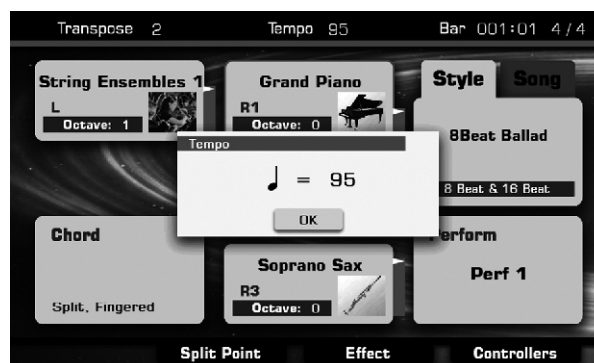 Transpose 2 Tempo 95 Bar 001:01 4/4
String Ensembles 1
L
Octave: 1
Grand Piano
R1
Octave: 0
Style Song
8Beat Ballad
8 Beat & 16 Beat
Tempo
♩ = 95
OK
Chord
Split, Fingered
Soprano Sax
R3
Octave: 0
Perform
Perf 1
Split Point Effect Controllers